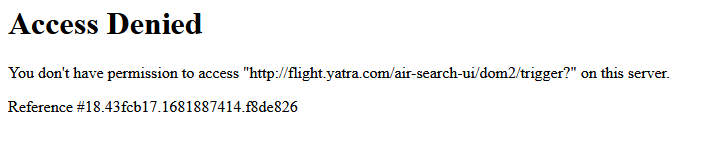 Access Denied
You don't have permission to access "http://flight.yatra.com/air-search-ui/dom2/trigger?" on this server.
Reference #18.43fcb17.1681887414.f8de826